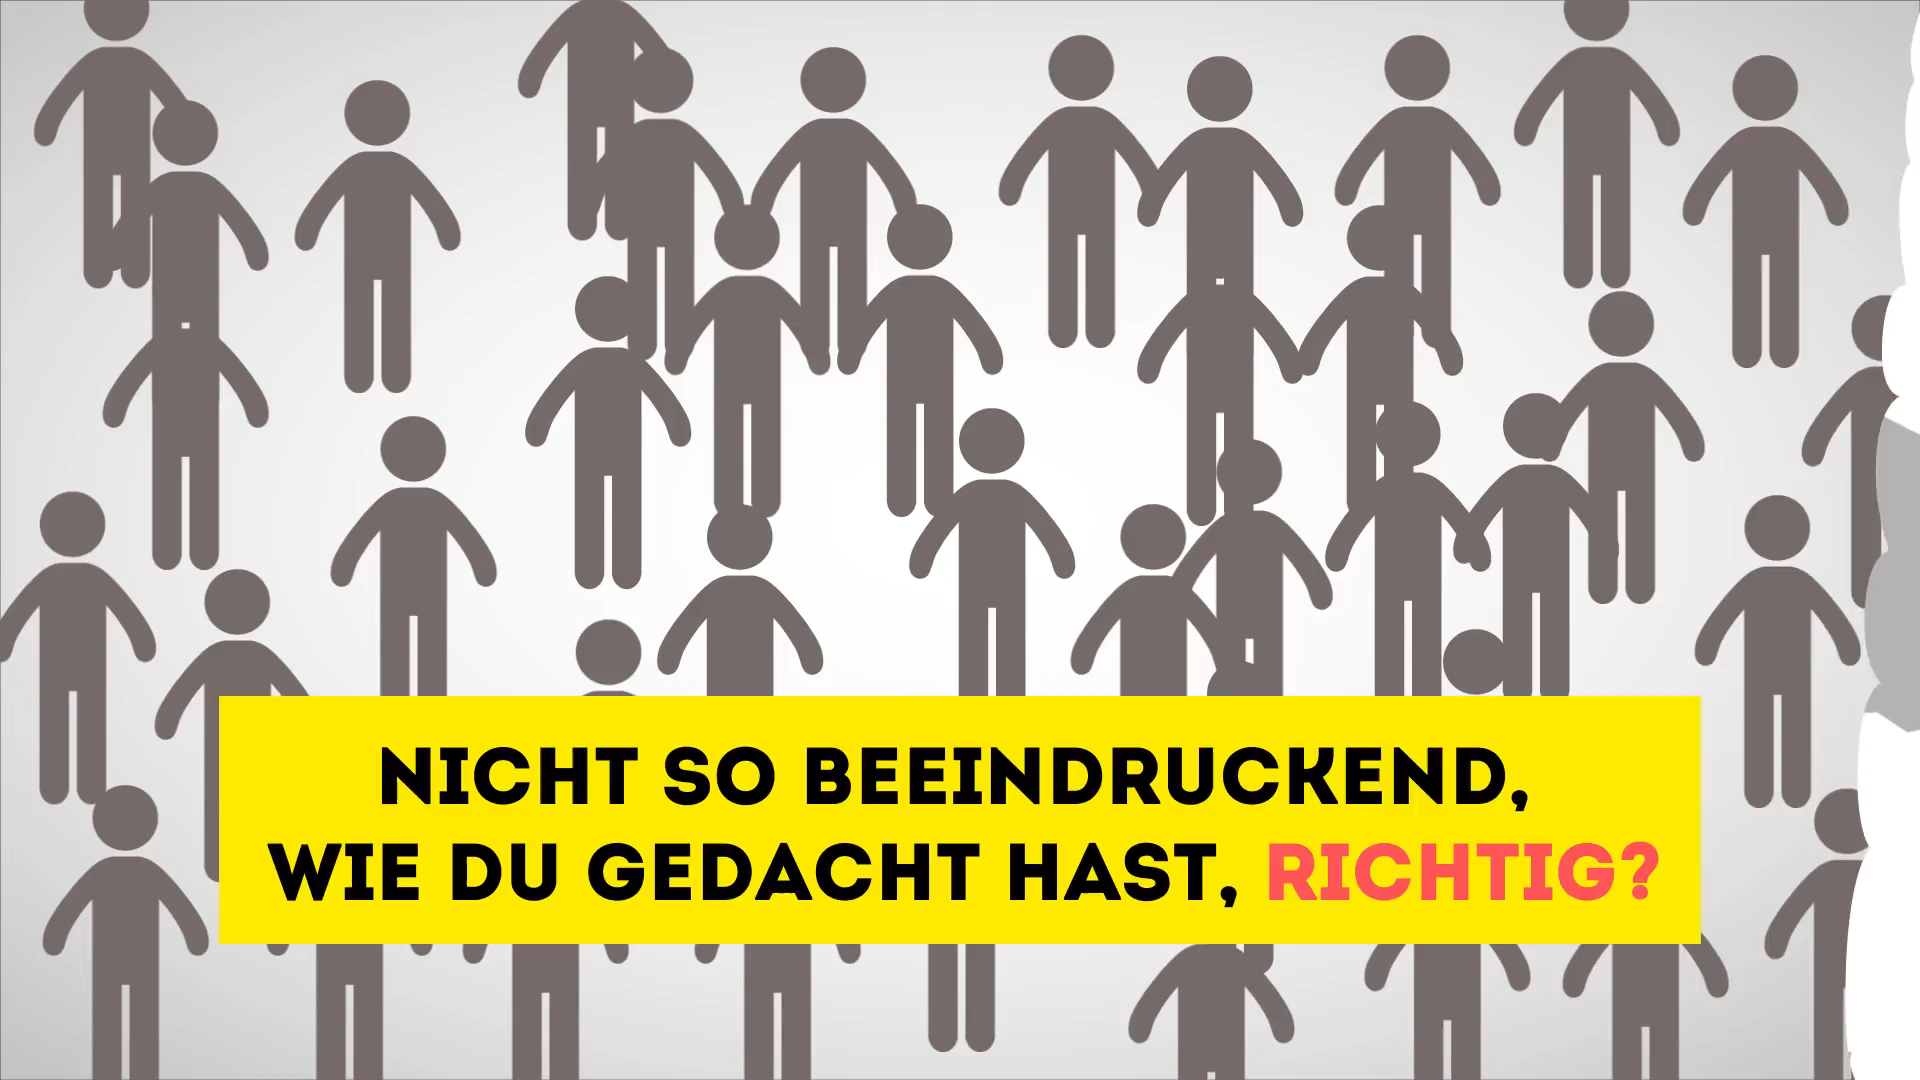 NICHT SO BEEINDRUCKEND,
WIE DU GEDACHT HAST, RICHTIG?